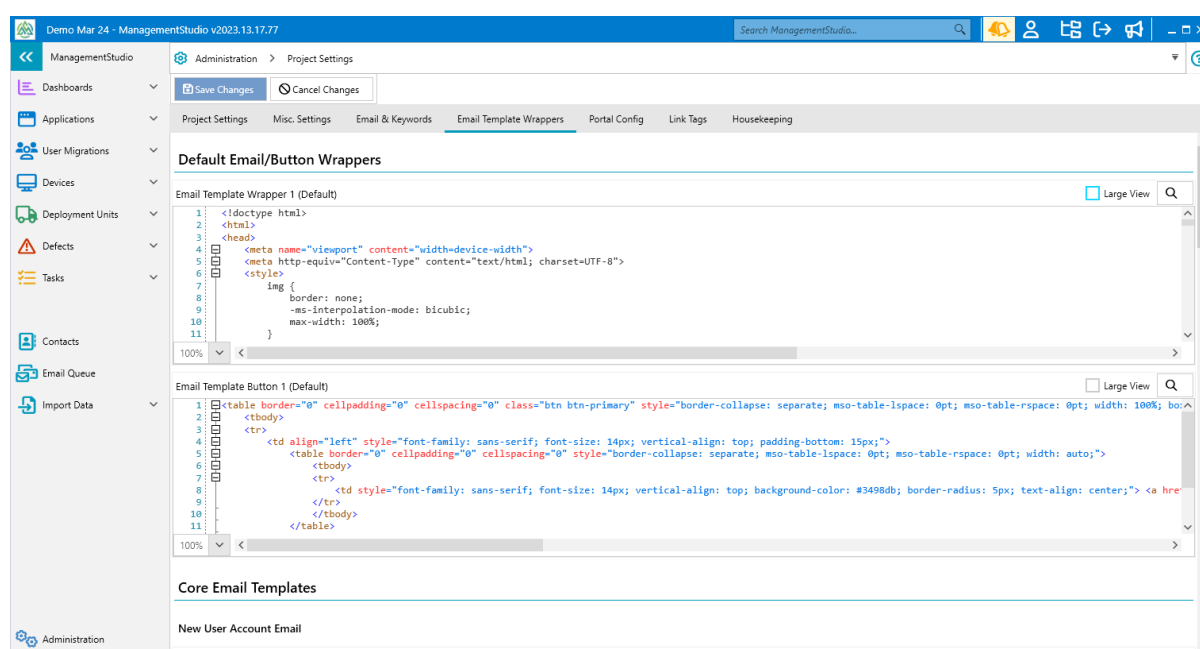 Demo Mar 24 - ManagementStudio v2023.13.17.77
Search ManagementStudio...
ManagementStudio
Administration > Project Settings
Dashboards
Applications
User Migrations
Devices
Deployment Units
Defects
Tasks
Contacts
Email Queue
Import Data
Administration
Save Changes
Cancel Changes
Project Settings
Misc. Settings
Email & Keywords
Email Template Wrappers
Portal Config
Link Tags
Housekeeping
Default Email/Button Wrappers
Email Template Wrapper 1 (Default)
Large View
1 <!doctype html>
2 <html>
3 <head>
4 <meta name="viewport" content="width=device-width">
5 <meta http-equiv="Content-Type" content="text/html; charset=UTF-8">
6 <style>
7 img {
8 border: none;
9 -ms-interpolation-mode: bicubic;
10 max-width: 100%;
11 }
100%
Email Template Button 1 (Default)
Large View
1 <table border="0" cellpadding="0" cellspacing="0" class="btn btn-primary" style="border-collapse: separate; mso-table-lspace: 0pt; mso-table-rspace: 0pt; width: 100%;
2 <tbody>
3 <tr>
4 <td align="left" style="font-family: sans-serif; font-size: 14px; vertical-align: top; padding-bottom: 15px;">
5 <table border="0" cellpadding="0" cellspacing="0" style="border-collapse: separate; mso-table-lspace: 0pt; mso-table-rspace: 0pt; width: auto;">
6 <tbody>
7 <tr>
8 <td style="font-family: sans-serif; font-size: 14px; vertical-align: top; background-color: #3498db; border-radius: 5px; text-align: center;"> <a
9 </tr>
10 </tbody>
11 </table>
100%
Core Email Templates
New User Account Email